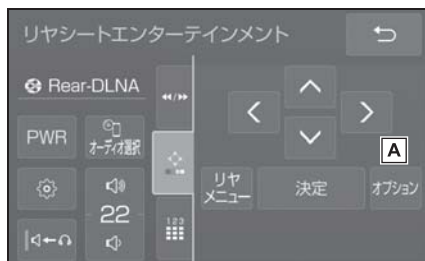 リヤシートエンターテインメント
Rear-DLNA
PWR
オーディオ選択
22
123
リヤ
メニュー
決定
オプション
A